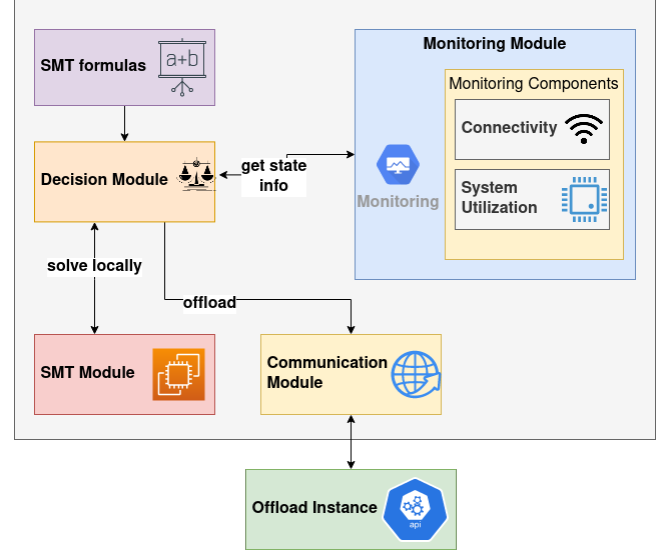 SMT formulas
a+b
Monitoring Module
Monitoring Components
Connectivity
Decision Module
get state
info
Monitoring
System
Utilization
solve locally
offload
SMT Module
Communication
Module
Offload Instance
api